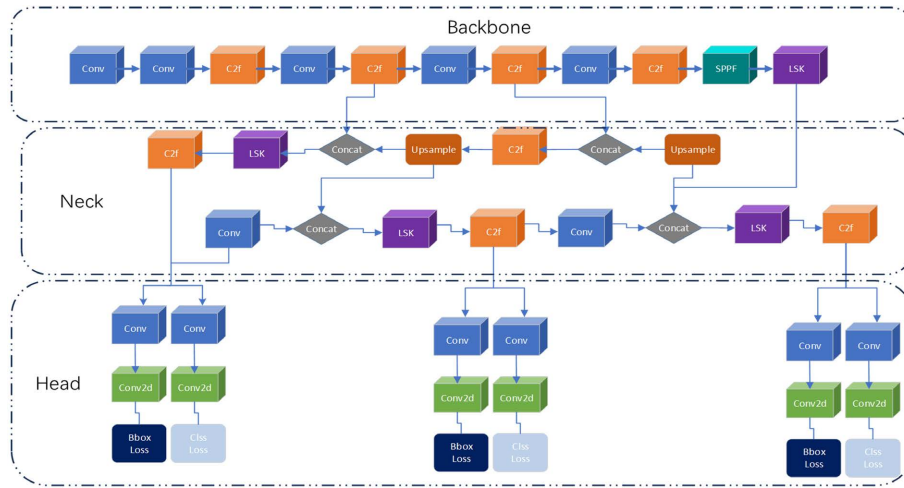 Backbone
Conv Conv C2f Conv C2f Conv C2f Conv C2f SPPF LSK
Neck
C2f LSK Concat Upsample C2f Concat Upsample
Conv Concat LSK C2f Conv Concat LSK C2f
Head
Conv Conv Conv Conv Conv Conv
Conv2d Conv2d Conv2d Conv2d Conv2d Conv2d
Bbox Clss Bbox Clss Bbox Clss
Loss Loss Loss Loss Loss Loss